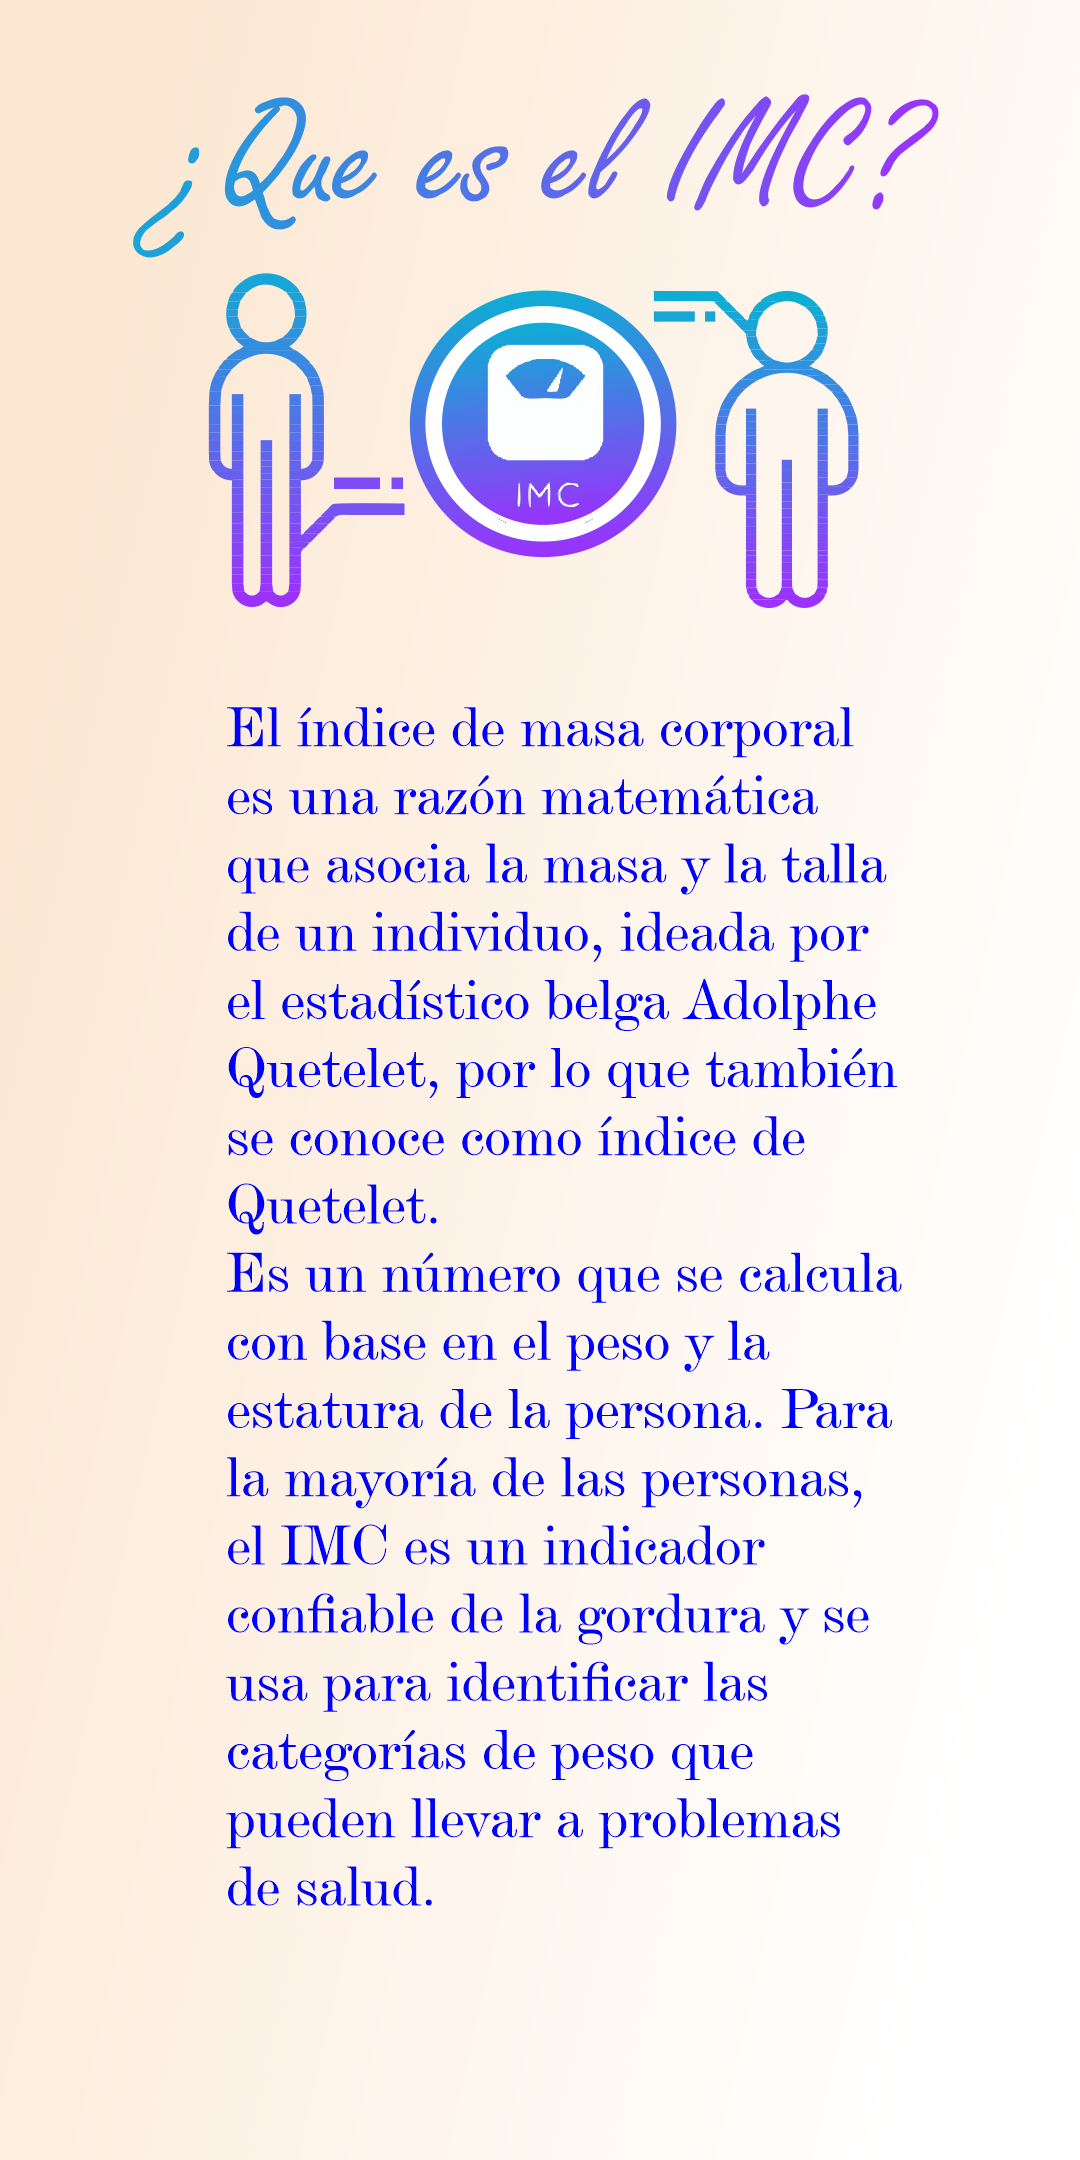 ¿Que es el IMC?
IMC
El índice de masa corporal
es una razón matemática
que asocia la masa y la talla
de un individuo, ideada por
el estadístico belga Adolphe
Quetelet, por lo que también
se conoce como índice de
Quetelet.
Es un número que se calcula
con base en el peso y la
estatura de la persona. Para
la mayoría de las personas,
el IMC es un indicador
confiable de la gordura y se
usa para identificar las
categorías de peso que
pueden llevar a problemas
de salud.